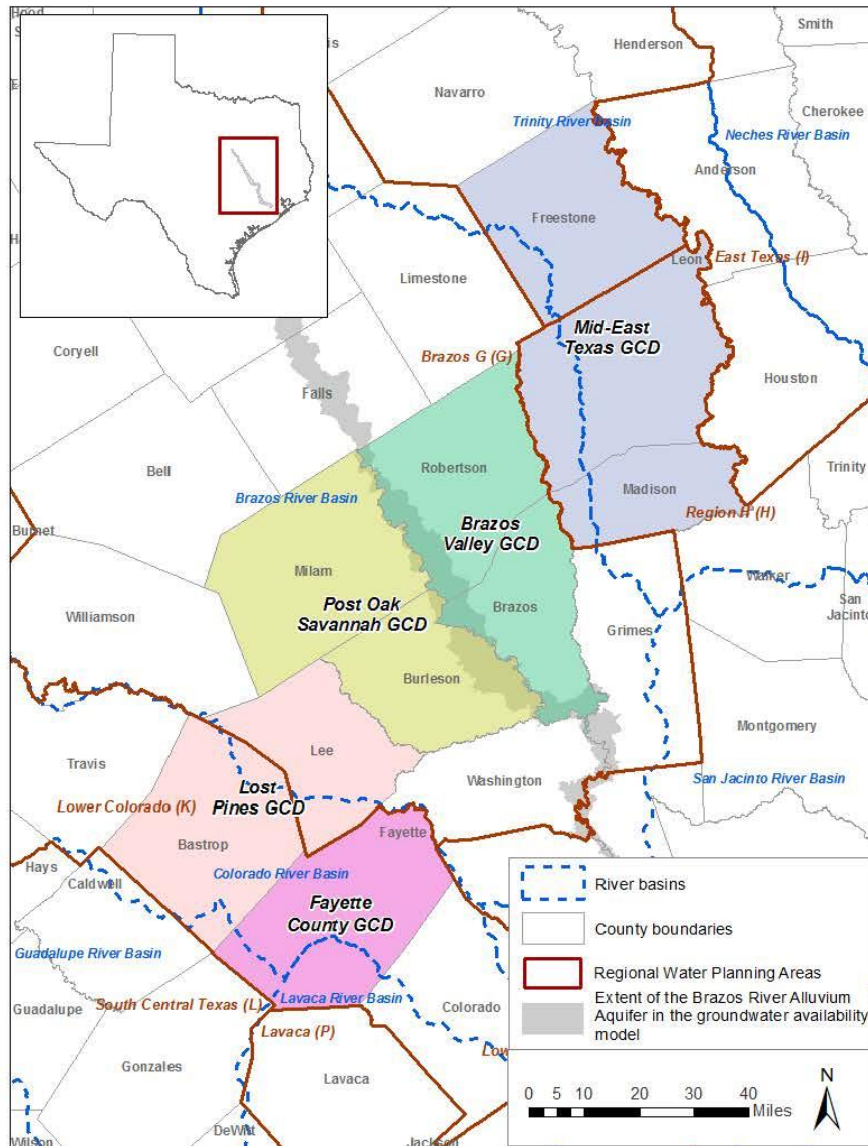 Smith
Henderson
Navarro
Cherokee
Trinity River Basin
Neches River Basin
Anderson
Freestone
Leon
East Texas (I)
Limestone
Mid-East
Texas GCD
Coryell
Brazos G (G)
Houston
Falls
Bell
Robertson
Trinity
Brazos River Basin
Madison
Region H (H)
Burnet
Brazos
Valley GCD
Milam
Walker
Post Oak
Savannah GCD
Brazos
San
Jacinto
Williamson
Grimes
Burleson
Montgomery
Travis
Lee
Washington
San Jacinto River Basin
Lost
Pines GCD
Lower Colorado (K)
Fayette
Bastrop
Hays
Caldwell
Colorado River Basin
Fayette
County GCD
Guadalupe River Basin
Guadalupe
South Central Texas (L)
Lavaca River Basin
Colorado
Lavaca (P)
Low
Gonzales
Lavaca
DeWitt
Wilson
Jackson
River basins
County boundaries
Regional Water Planning Areas
Extent of the Brazos River Alluvium
Aquifer in the groundwater availability
model
N
0 5 10 20 30 40
Miles